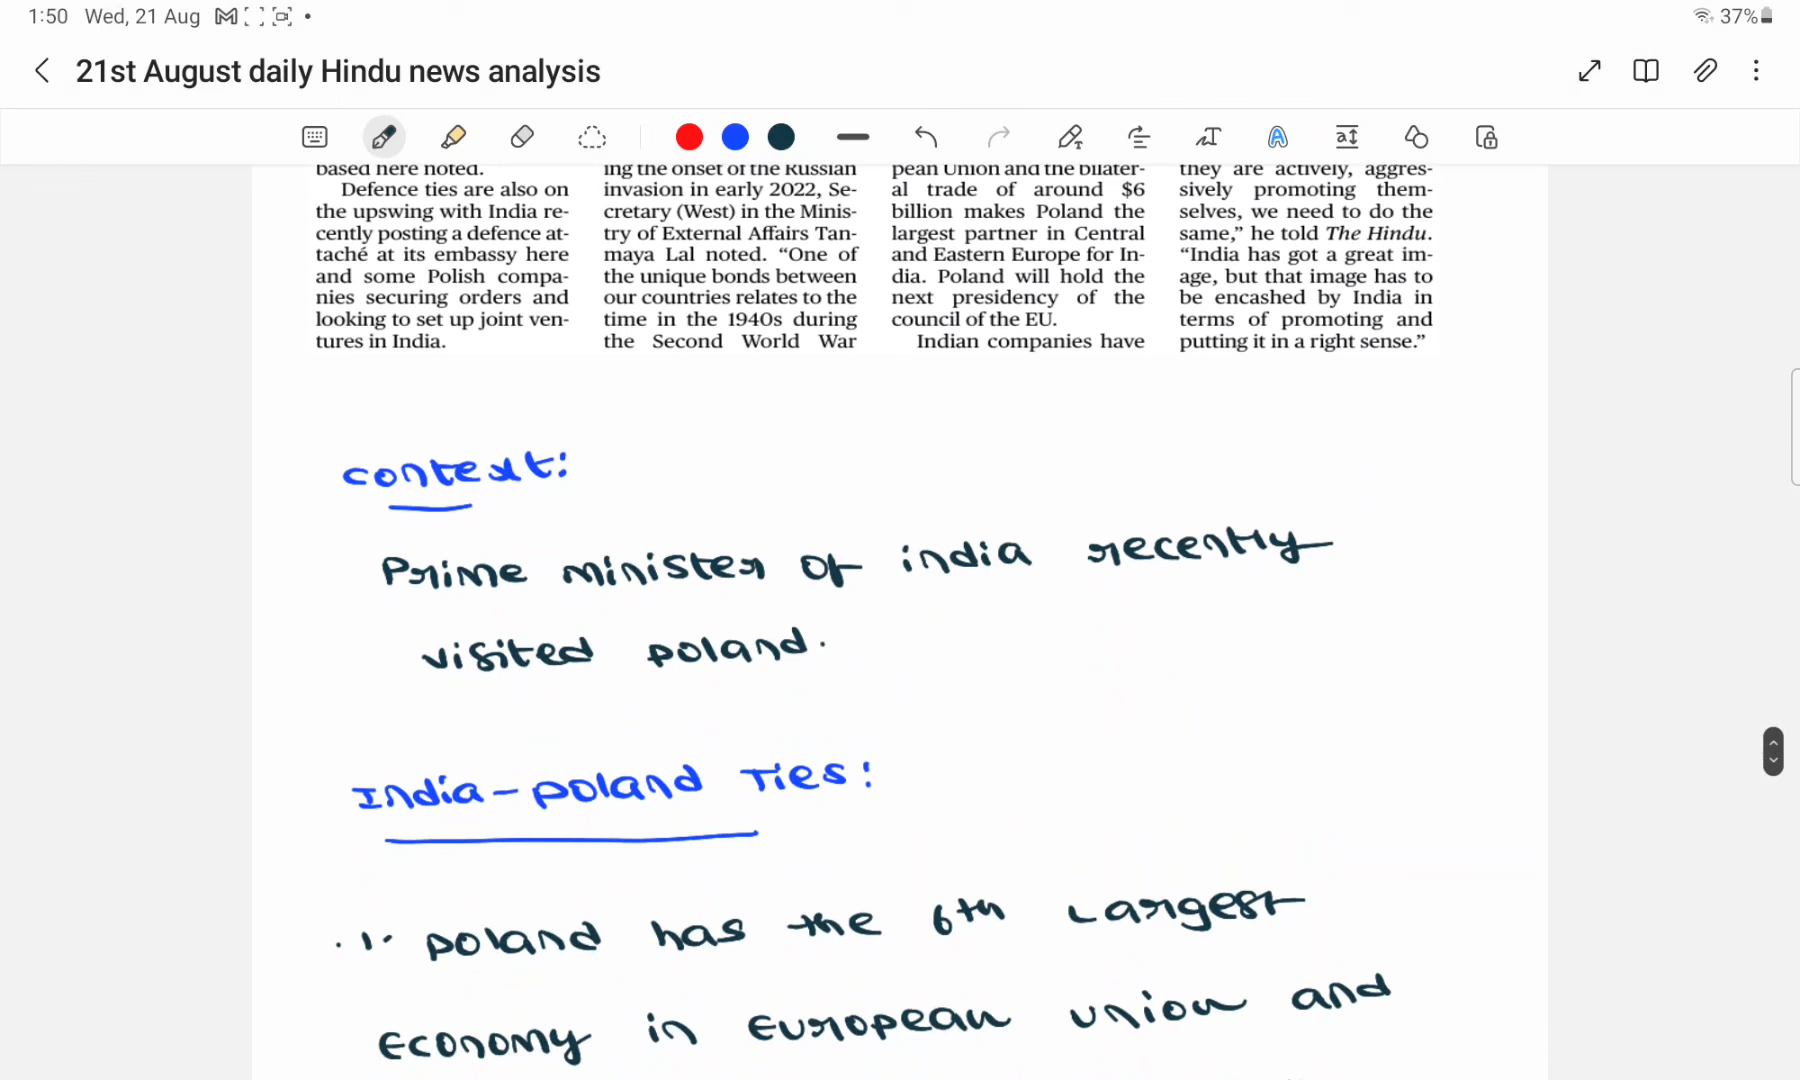 1:50 Wed, 21 Aug
37%
21st August daily Hindu news analysis
based here noted.
Defence ties are also on
the upswing with India re-
cently posting a defence at-
taché at its embassy here
and some Polish compa-
nies securing orders and
looking to set up joint ven-
tures in India.
ing the onset of the Russian
invasion in early 2022, Se-
cretary (West) in the Minis-
try of External Affairs Tan-
maya Lal noted. “One of
the unique bonds between
our countries relates to the
time in the 1940s during
the Second World War
pean Union and the bilater-
al trade of around $6
billion makes Poland the
largest partner in Central
and Eastern Europe for In-
dia. Poland will hold the
next presidency of the
council of the EU.
Indian companies have
they are actively, aggres-
sively promoting them-
selves, we need to do the
same,” he told The Hindu.
“India has got a great im-
age, but that image has to
be encashed by India in
terms of promoting and
putting it in a right sense.”
context:
Prime minister of india recently
visited poland.
India-poland Ties:
1. poland has the 6th Largest
Economy in European union and